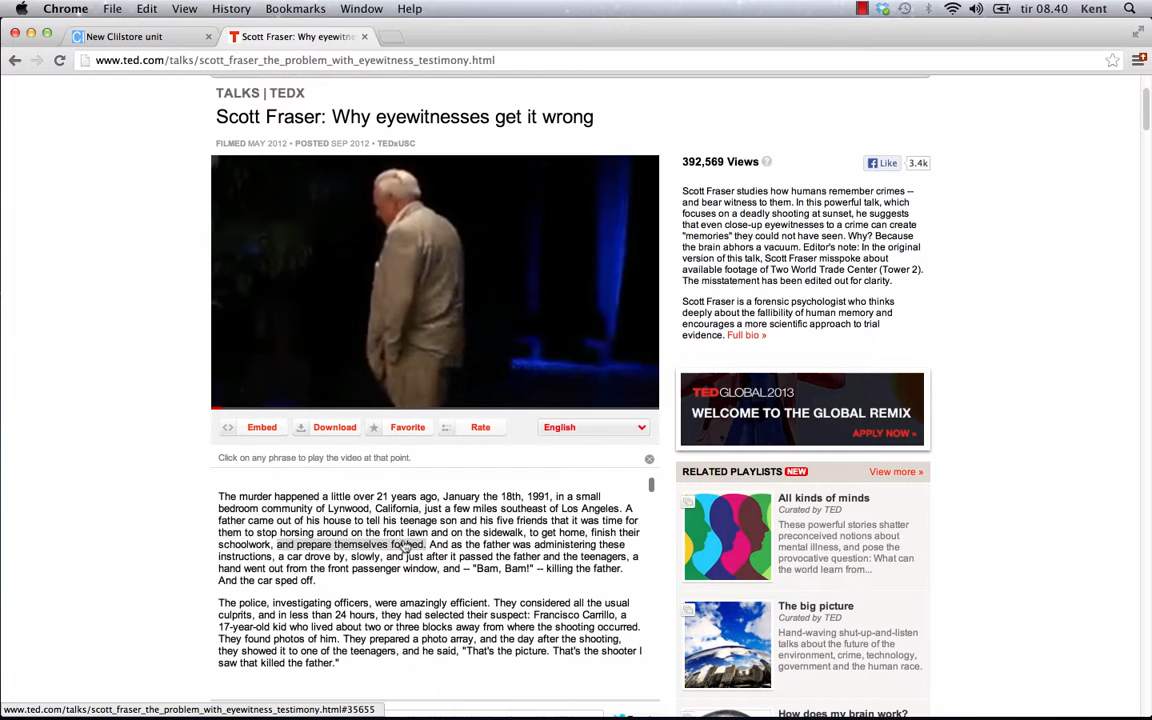 Chrome File Edit View History Bookmarks Window Help tir 08.40 Kent
New Clilstore unit
Scott Fraser: Why eyewitne
www.ted.com/talks/scott_fraser_the_problem_with_eyewitness_testimony.html
TALKS | TEDX
Scott Fraser: Why eyewitnesses get it wrong
FILMED MAY 2012 • POSTED SEP 2012 • TEDxUSC
392,569 Views
Like 3.4k
Scott Fraser studies how humans remember crimes --
and bear witness to them. In this powerful talk, which
focuses on a deadly shooting at sunset, he suggests
that even close-up eyewitnesses to a crime can create
"memories" they could not have seen. Why? Because
the brain abhors a vacuum. Editor's note: In the original
version of this talk, Scott Fraser misspoke about
available footage of Two World Trade Center (Tower 2).
The misstatement has been edited out for clarity.
Scott Fraser is a forensic psychologist who thinks
deeply about the fallibility of human memory and
encourages a more scientific approach to trial
evidence. Full bio »
TEDGLOBAL2013
WELCOME TO THE GLOBAL REMIX
APPLY NOW »
Embed Download Favorite Rate English
Click on any phrase to play the video at that point.
The murder happened a little over 21 years ago, January the 18th, 1991, in a small
bedroom community of Lynwood, California, just a few miles southeast of Los Angeles. A
father came out of his house to tell his teenage son and his five friends that it was time for
them to stop horsing around on the front lawn and on the sidewalk, to get home, finish their
schoolwork, and prepare themselves for bed. And as the father was administering these
instructions, a car drove by, slowly, and just after it passed the father and the teenagers, a
hand went out from the front passenger window, and -- "Bam, Bam!" -- killing the father.
And the car sped off.
The police, investigating officers, were amazingly efficient. They considered all the usual
culprits, and in less than 24 hours, they had selected their suspect: Francisco Carrillo, a
17-year-old kid who lived about two or three blocks away from where the shooting occurred.
They found photos of him. They prepared a photo array, and the day after the shooting,
they showed it to one of the teenagers, and he said, "That's the picture. That's the shooter I
saw that killed the father."
RELATED PLAYLISTS NEW View more »
All kinds of minds
Curated by TED
These powerful stories shatter
preconceived notions about
mental illness, and pose the
provocative question: What can
the world learn from...
The big picture
Curated by TED
Hand-waving shut-up-and-listen
talks about the future of the
environment, crime, technology,
government and the human race.
How does my brain work?
www.ted.com/talks/scott_fraser_the_problem_with_eyewitness_testimony.html#35655